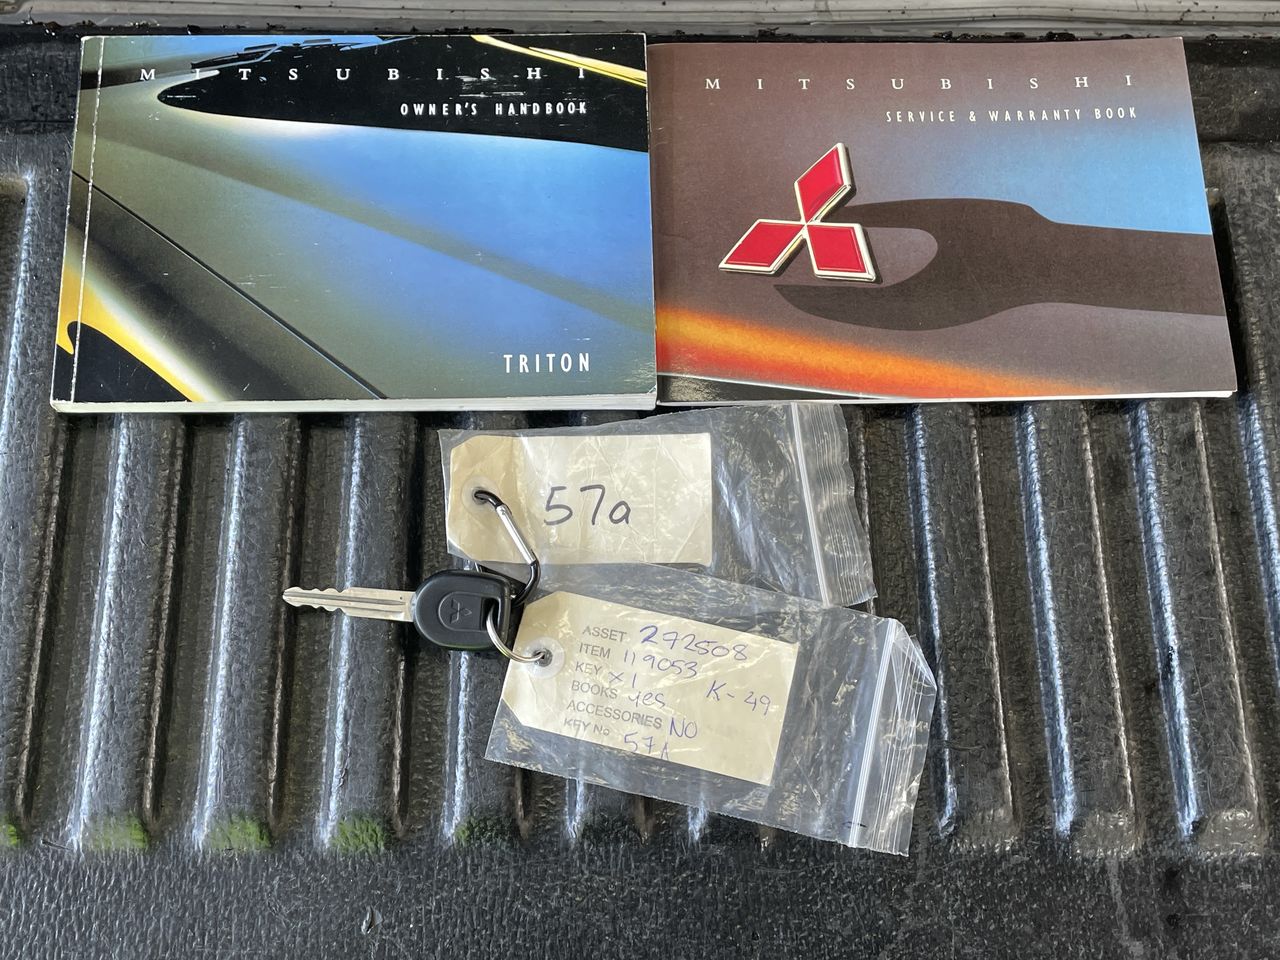 MITSUBISHI
OWNER'S HANDBOOK
TRITON
MITSUBISHI
SERVICE & WARRANTY BOOK
57a
ASSET 272508
ITEM 119053
KEY x1 K-49
BOOKS yes
ACCESSORIES NO
KEY No 57A